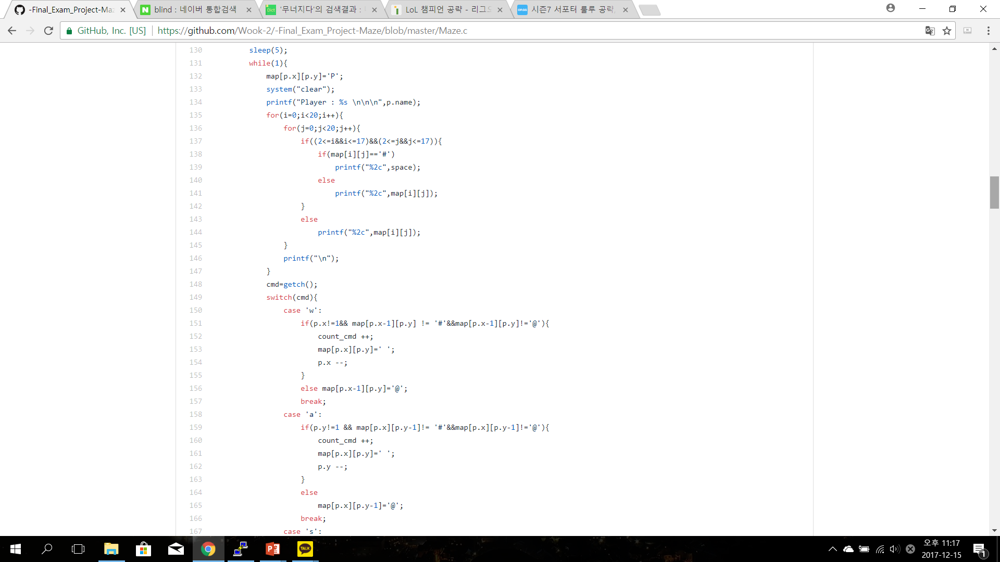 -Final_Exam_Project-Maz
blind : 네이버 통합검색
'무너지다'의 검색결과 :
LoL 챔피언 공략 - 리그오
시즌7 서포터 룰루 공략,
GitHub, Inc. [US] https://github.com/Wook-2/-Final_Exam_Project-Maze/blob/master/Maze.c
130 sleep(5);
131 while(1){
132 map[p.x][p.y]='P';
133 system("clear");
134 printf("Player : %s \n\n\n",p.name);
135 for(i=0;i<20;i++){
136 for(j=0;j<20;j++){
137 if((2<=i&&i<=17)&&(2<=j&&j<=17)){
138 if(map[i][j]=='#')
139 printf("%2c",space);
140 else
141 printf("%2c",map[i][j]);
142 }
143 else
144 printf("%2c",map[i][j]);
145 }
146 printf("\n");
147 }
148 cmd=getch();
149 switch(cmd){
150 case 'w':
151 if(p.x!=1&& map[p.x-1][p.y] != '#'&&map[p.x-1][p.y]!='@'){
152 count_cmd ++;
153 map[p.x][p.y]=' ';
154 p.x --;
155 }
156 else map[p.x-1][p.y]='@';
157 break;
158 case 'a':
159 if(p.y!=1 && map[p.x][p.y-1]!= '#'&&map[p.x][p.y-1]!='@'){
160 count_cmd ++;
161 map[p.x][p.y]=' ';
162 p.y --;
163 }
164 else
165 map[p.x][p.y-1]='@';
166 break;
167 case 's':
TALK
오후 11:17
2017-12-15
1